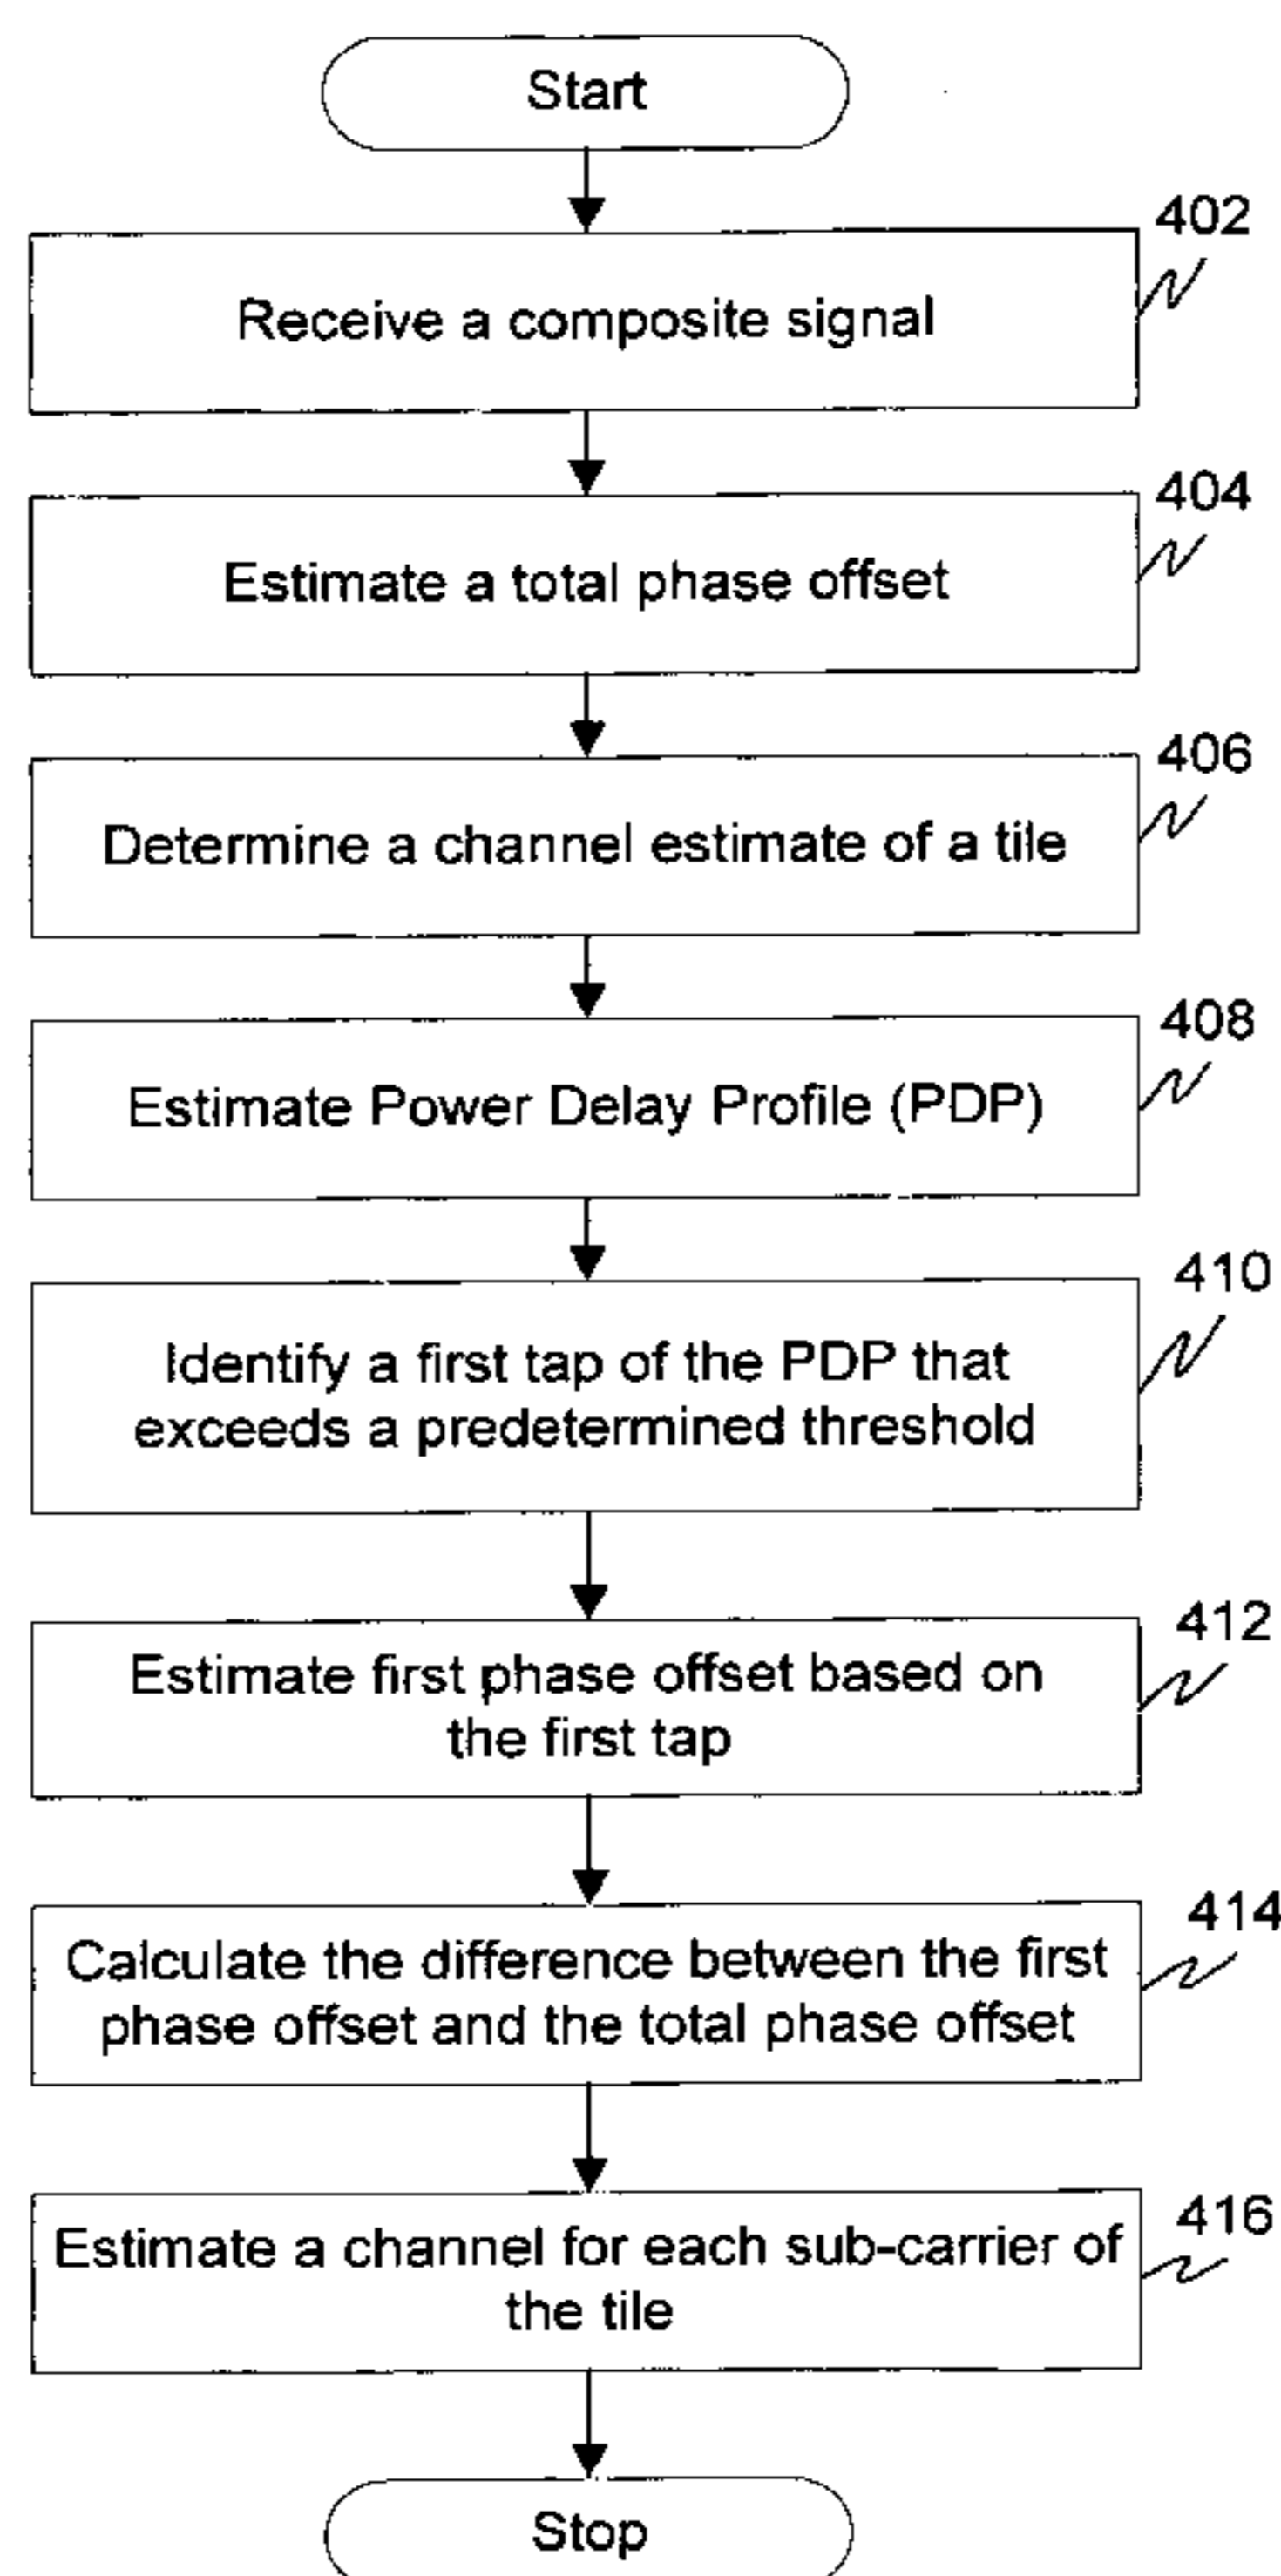 Start
402
Receive a composite signal
404
Estimate a total phase offset
406
Determine a channel estimate of a tile
408
Estimate Power Delay Profile (PDP)
410
Identify a first tap of the PDP that
exceeds a predetermined threshold
412
Estimate first phase offset based on
the first tap
414
Calculate the difference between the first
phase offset and the total phase offset
416
Estimate a channel for each sub-carrier of
the tile
Stop